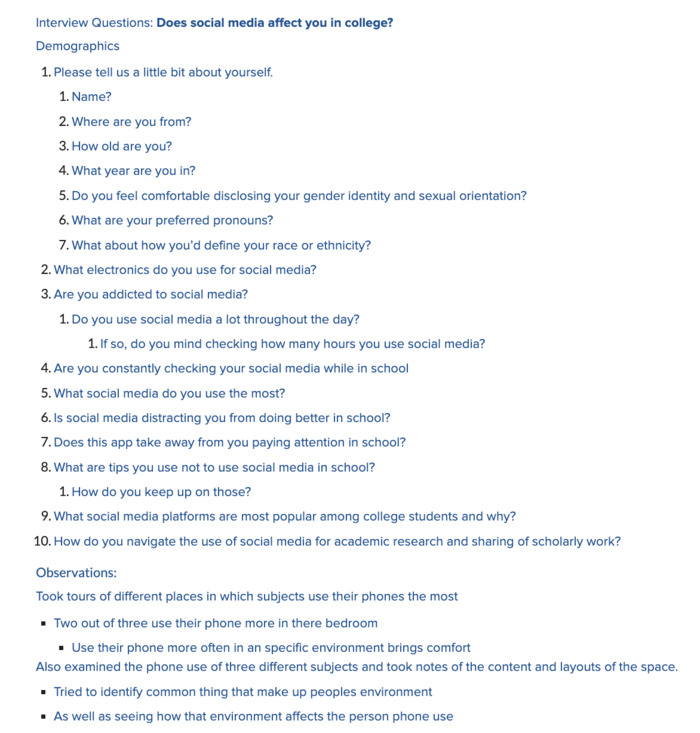 Interview Questions: Does social media affect you in college?
Demographics
1. Please tell us a little bit about yourself.
1. Name?
2. Where are you from?
3. How old are you?
4. What year are you in?
5. Do you feel comfortable disclosing your gender identity and sexual orientation?
6. What are your preferred pronouns?
7. What about how you'd define your race or ethnicity?
2. What electronics do you use for social media?
3. Are you addicted to social media?
1. Do you use social media a lot throughout the day?
1. If so, do you mind checking how many hours you use social media?
4. Are you constantly checking your social media while in school
5. What social media do you use the most?
6. Is social media distracting you from doing better in school?
7. Does this app take away from you paying attention in school?
8. What are tips you use not to use social media in school?
1. How do you keep up on those?
9. What social media platforms are most popular among college students and why?
10. How do you navigate the use of social media for academic research and sharing of scholarly work?
Observations:
Took tours of different places in which subjects use their phones the most
▪ Two out of three use their phone more in there bedroom
▪ Use their phone more often in an specific environment brings comfort
Also examined the phone use of three different subjects and took notes of the content and layouts of the space.
▪ Tried to identify common thing that make up peoples environment
▪ As well as seeing how that environment affects the person phone use